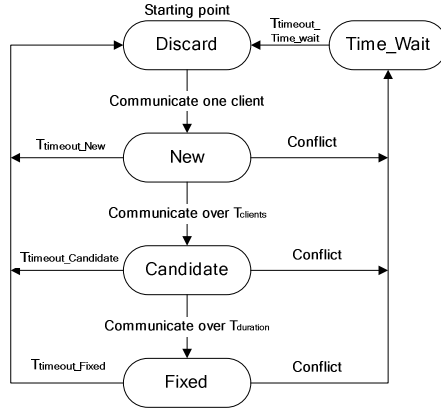 Starting point
Discard
Ttimeout_
Time_wait
Time_Wait
Communicate one client
Ttimeout_New
New
Conflict
Communicate over Tclients
Ttimeout_Candidate
Candidate
Conflict
Communicate over Tduration
Ttimeout_Fixed
Fixed
Conflict